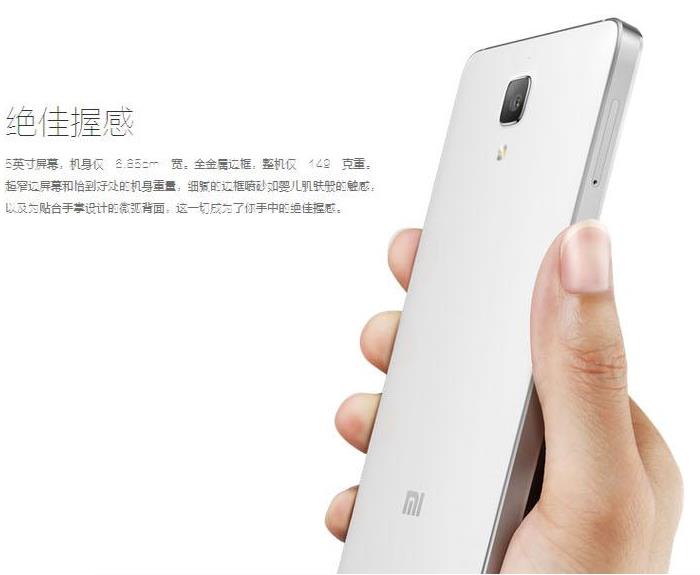 绝佳握感
5英寸屏幕，机身仅 6.85cm 宽。全金属边框，整机仅 149 克重。
超窄边屏幕和恰到好处的机身重量，细腻的边框喷砂如婴儿肌肤般的敏感，
以及为贴合手掌设计的微弧背面，这一切成为了你手中的绝佳握感。
MI